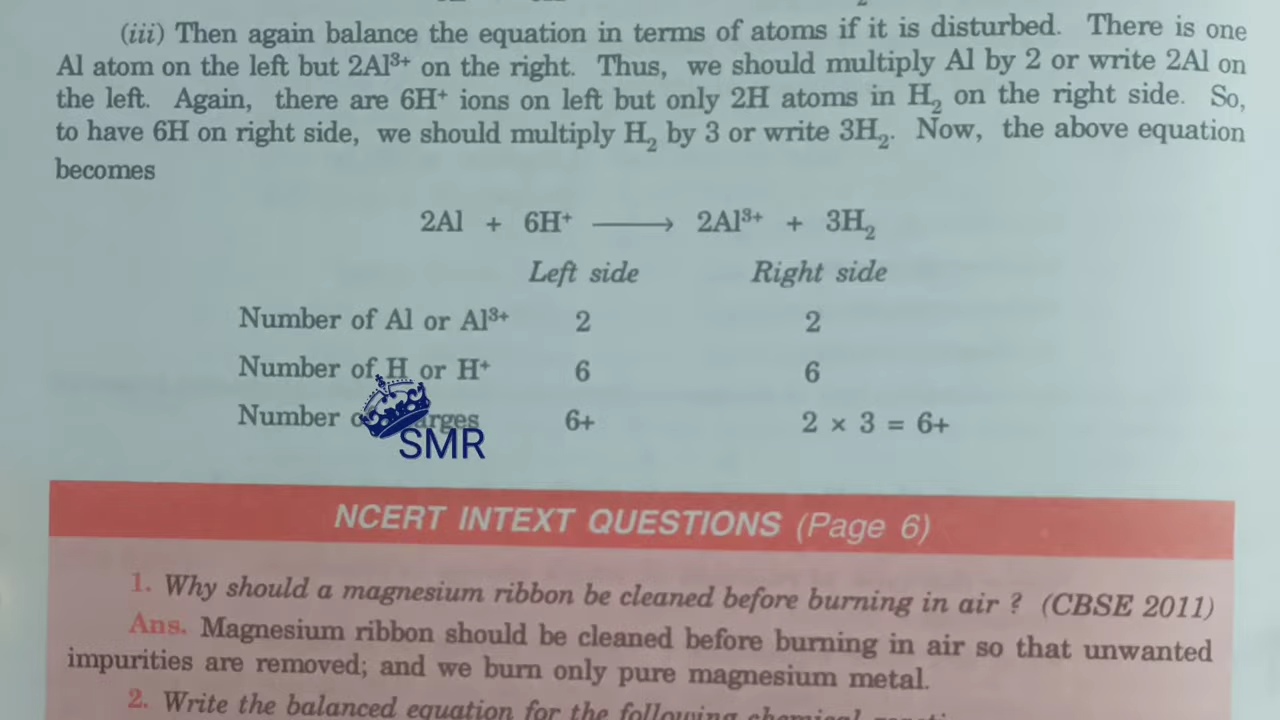 (iii) Then again balance the equation in terms of atoms if it is disturbed. There is one
Al atom on the left but 2Al³⁺ on the right. Thus, we should multiply Al by 2 or write 2Al on
the left. Again, there are 6H⁺ ions on left but only 2H atoms in H₂ on the right side. So,
to have 6H on right side, we should multiply H₂ by 3 or write 3H₂. Now, the above equation
becomes
2Al + 6H⁺ ⟶ 2Al³⁺ + 3H₂
Left side Right side
Number of Al or Al³⁺ 2 2
Number of H or H⁺ 6 6
Number 6+ 2 × 3 = 6+
SMR
NCERT INTEXT QUESTIONS (Page 6)
1. Why should a magnesium ribbon be cleaned before burning in air ? (CBSE 2011)
Ans. Magnesium ribbon should be cleaned before burning in air so that unwanted
impurities are removed; and we burn only pure magnesium metal.
2. Write the balanced equation for the following chemical